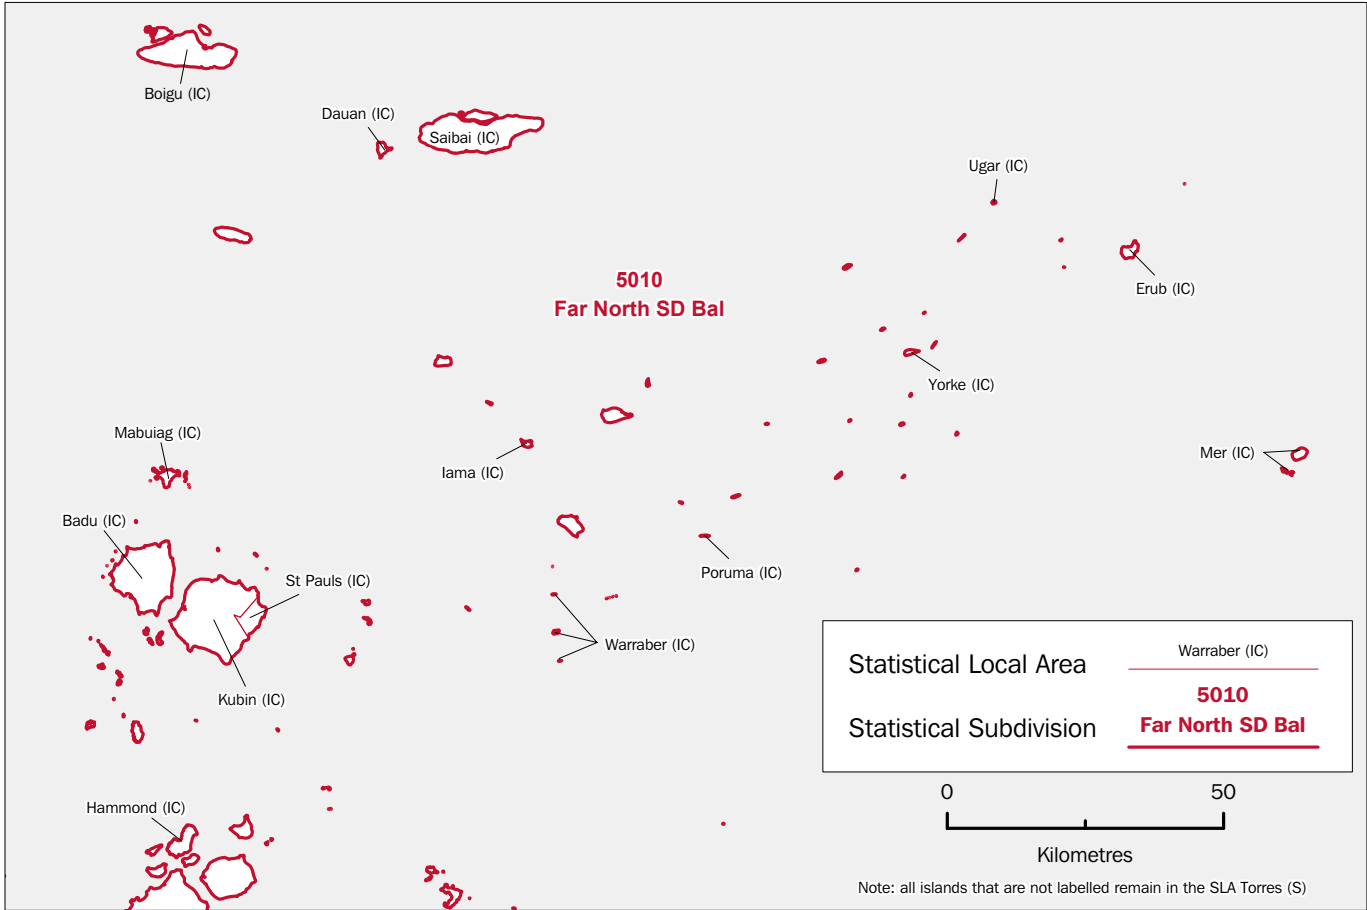 Boigu (IC)
Dauan (IC)
Saibai (IC)
Ugar (IC)
Erub (IC)
5010
Far North SD Bal
Yorke (IC)
Mabuiag (IC)
Iama (IC)
Mer (IC)
Badu (IC)
Poruma (IC)
St Pauls (IC)
Warraber (IC)
Kubin (IC)
Hammond (IC)
Statistical Local Area
Warraber (IC)
Statistical Subdivision
5010
Far North SD Bal
0 50
Kilometres
Note: all islands that are not labelled remain in the SLA Torres (S)